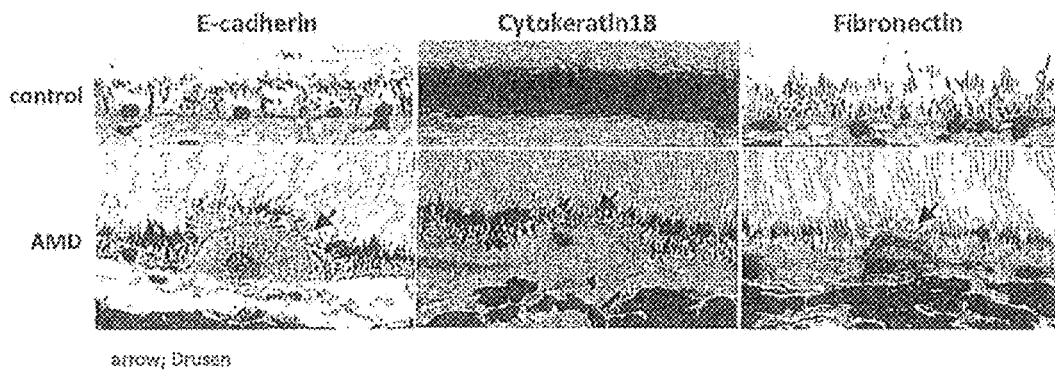 E-cadherin Cytokeratin18 Fibronectin
control
AMD
arrow; Drusen